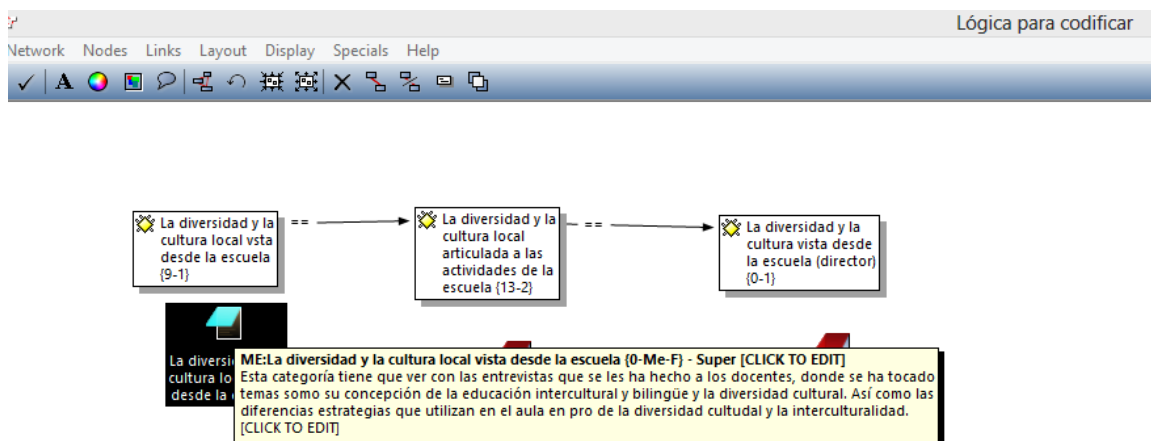 Lógica para codificar
Network Nodes Links Layout Display Specials Help
A
La diversidad y la
cultura local vsta
desde la escuela
{9-1}
==
La diversidad y la
cultura local
articulada a las
actividades de la
escuela {13-2}
==
La diversidad y la
cultura vista desde
la escuela (director)
{0-1}
La diversi
cultura lo
desde la
ME:La diversidad y la cultura local vista desde la escuela {0-Me-F} - Super [CLICK TO EDIT]
Esta categoría tiene que ver con las entrevistas que se les ha hecho a los docentes, donde se ha tocado
temas somo su concepción de la educación intercultural y bilingüe y la diversidad cultural. Así como las
diferencias estrategias que utilizan en el aula en pro de la diversidad cultudal y la interculturalidad.
[CLICK TO EDIT]